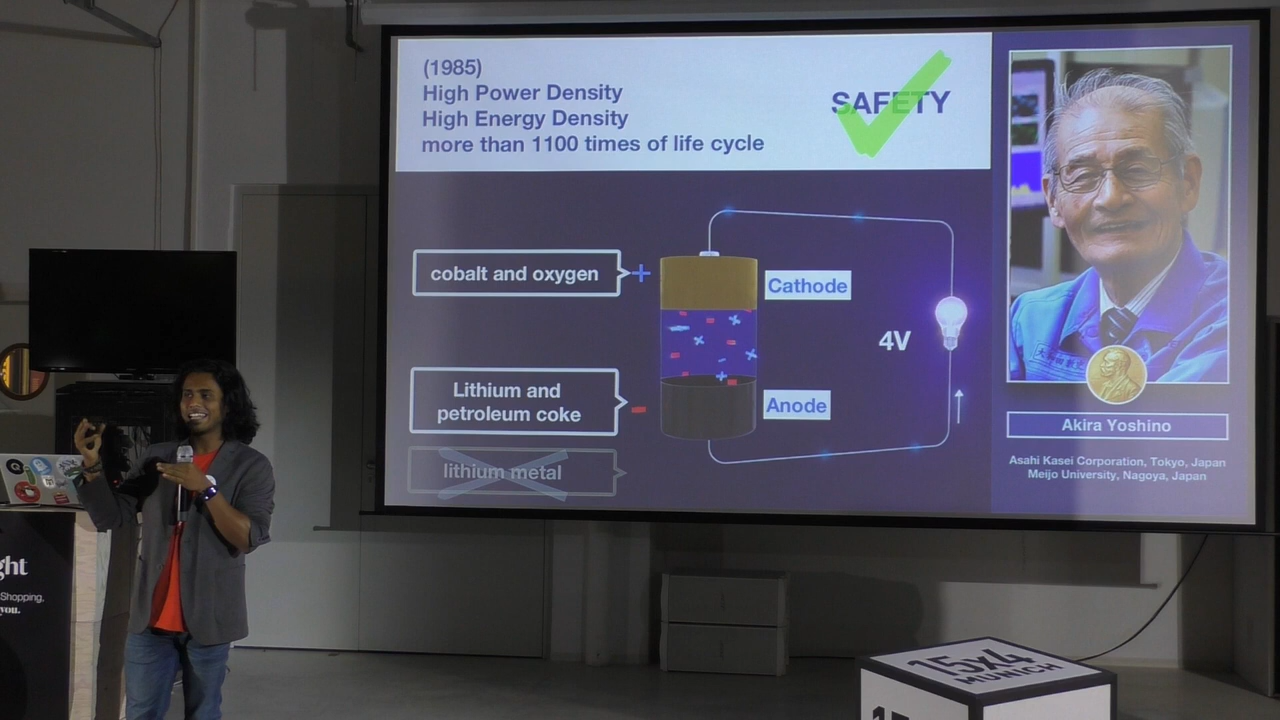 (1985)
High Power Density
High Energy Density
more than 1100 times of life cycle
SAFETY
cobalt and oxygen
+
Cathode
4V
Lithium and
petroleum coke
Anode
lithium metal
Akira Yoshino
Asahi Kasei Corporation, Tokyo, Japan
Meijo University, Nagoya, Japan
ght
Shopping,
you.
15x4
MUNICH